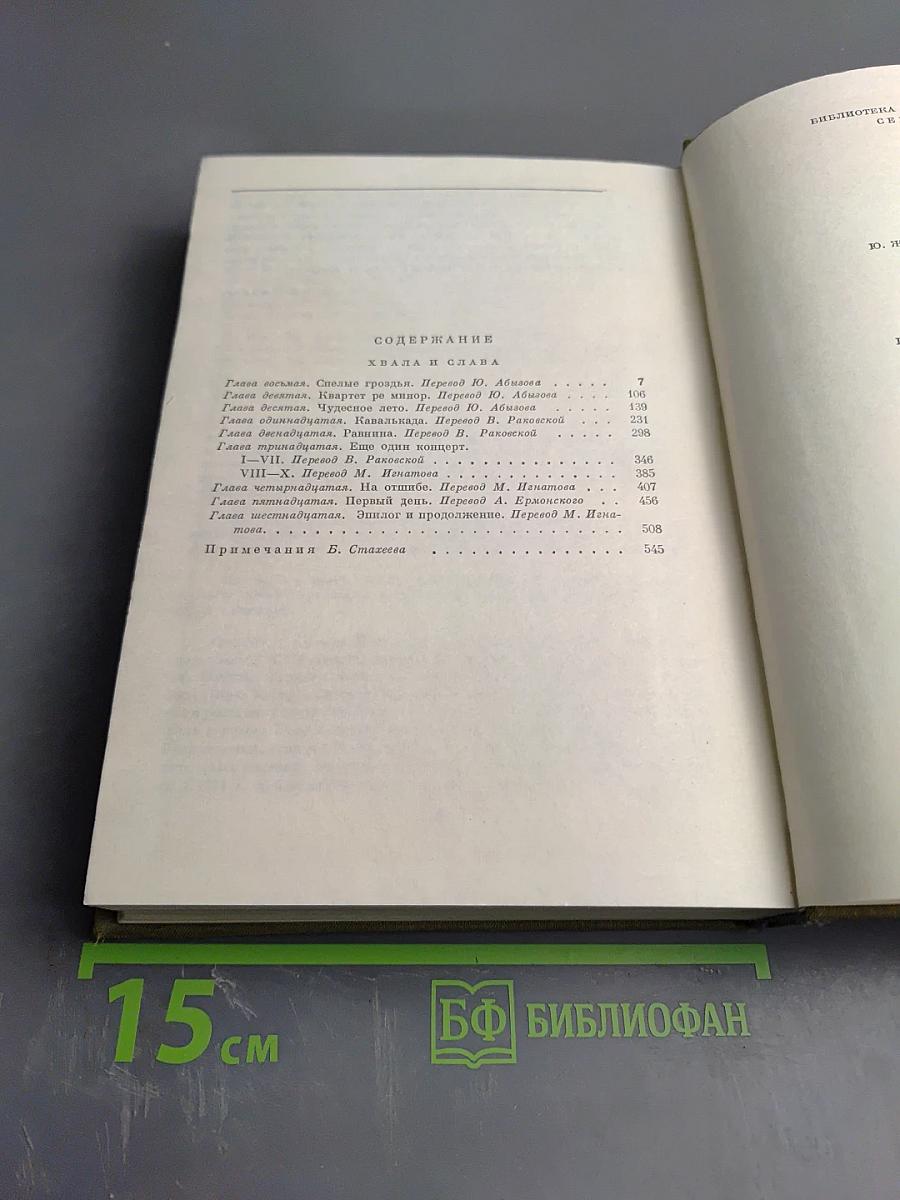 СОДЕРЖАНИЕ
ХВАЛА И СЛАВА
Глава восьмая. Спелые гроздья. Перевод Ю. Абызова . . . . . 7
Глава девятая. Квартет ре минор. Перевод Ю. Абызова . . . . 106
Глава десятая. Чудесное лето. Перевод Ю. Абызова . . . . . 139
Глава одиннадцатая. Кавалькада. Перевод В. Раковской . . . 231
Глава двенадцатая. Равнина. Перевод В. Раковской . . . . . 298
Глава тринадцатая. Еще один концерт.
I—VII. Перевод В. Раковской . . . . . . . . . . . . . . . 346
VIII—X. Перевод М. Игнатова . . . . . . . . . . . . . . 385
Глава четырнадцатая. На отшибе. Перевод М. Игнатова . . . 407
Глава пятнадцатая. Первый день. Перевод А. Ермонского . . 456
Глава шестнадцатая. Эпилог и продолжение. Перевод М. Игна-
това. . . . . . . . . . . . . . . . . . . . . . . . . . . . . 508
Примечания Б. Стахеева . . . . . . . . . . . . . . . 545
БИБЛИОТЕКА
СЕ
Ю. Я
15 см
БФ БИБЛИОФАН